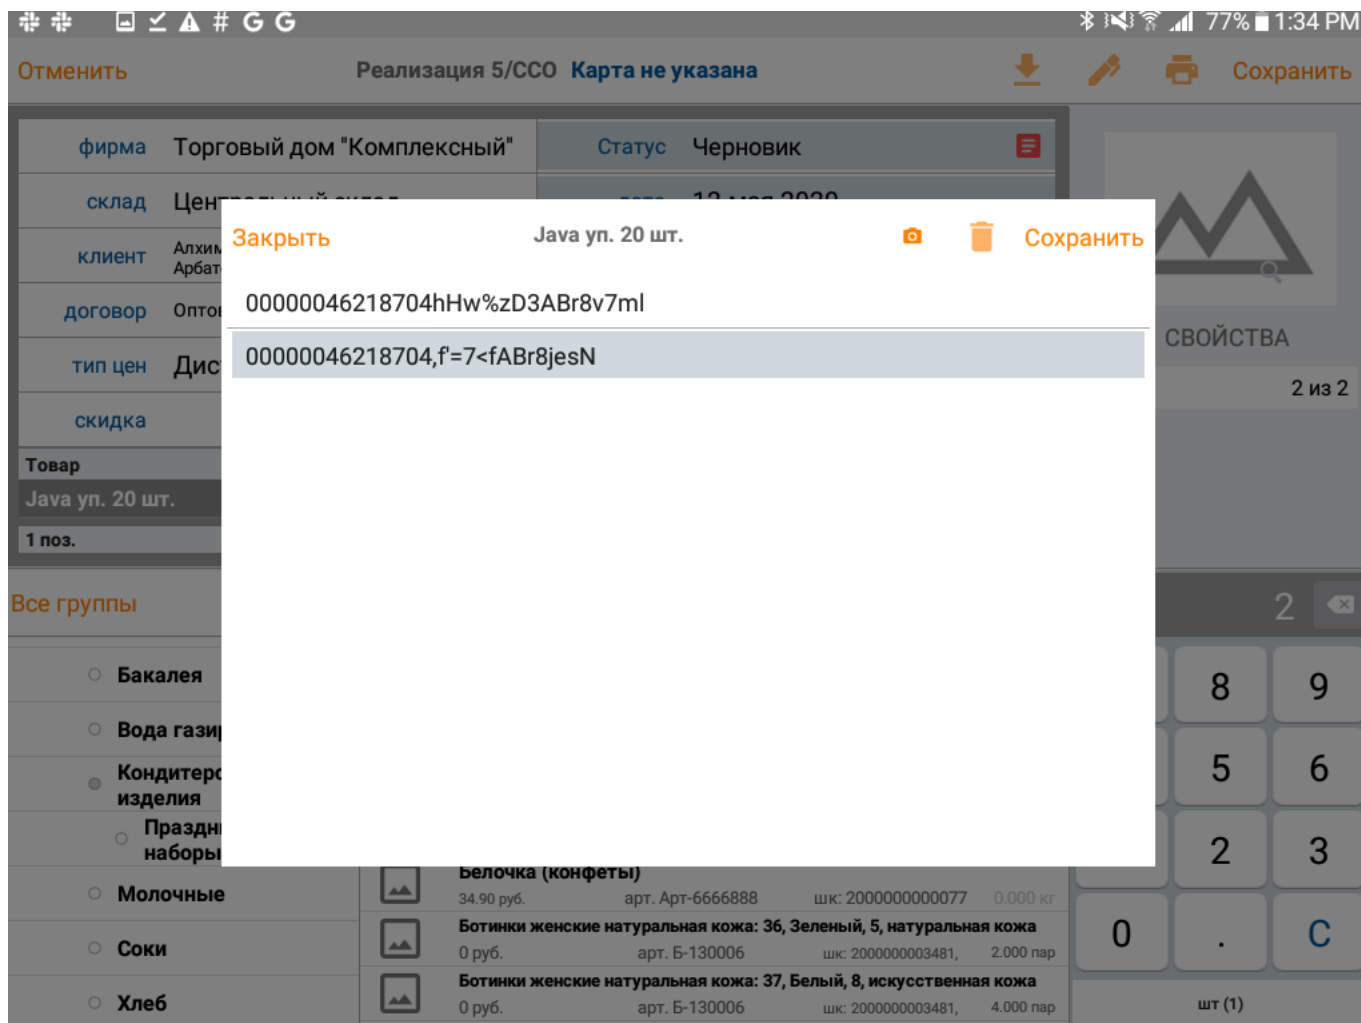 # G G 77% 1:34 PM
Отменить Реализация 5/ССО Карта не указана Сохранить
фирма Торговый дом "Комплексный" Статус Черновик
склад
клиент
договор
тип цен
скидка
Товар
Java уп. 20 шт.
1 поз.
Закрыть Java уп. 20 шт. Сохранить
00000046218704hHw%zD3ABr8v7ml
00000046218704,f'=7<fABr8jesN
СВОЙСТВА
2 из 2
Все группы
2
Бакалея
Вода
изделия
Молочные
Соки
Хлеб
8 9
5 6
2 3
0 . C
шт (1)
Белочка (конфеты)
34.90 руб. арт. Арт-6666888 шк: 2000000000077 0.000 кг
Ботинки женские натуральная кожа: 36, Зеленый, 5, натуральна я кожа
0 руб. арт. Б-130006 шк: 2000000003481, 2.000 пар
Ботинки женские натуральная кожа: 37, Белый, 8, искусственная кожа
0 руб. арт. Б-130006 шк: 2000000003481, 4.000 пар